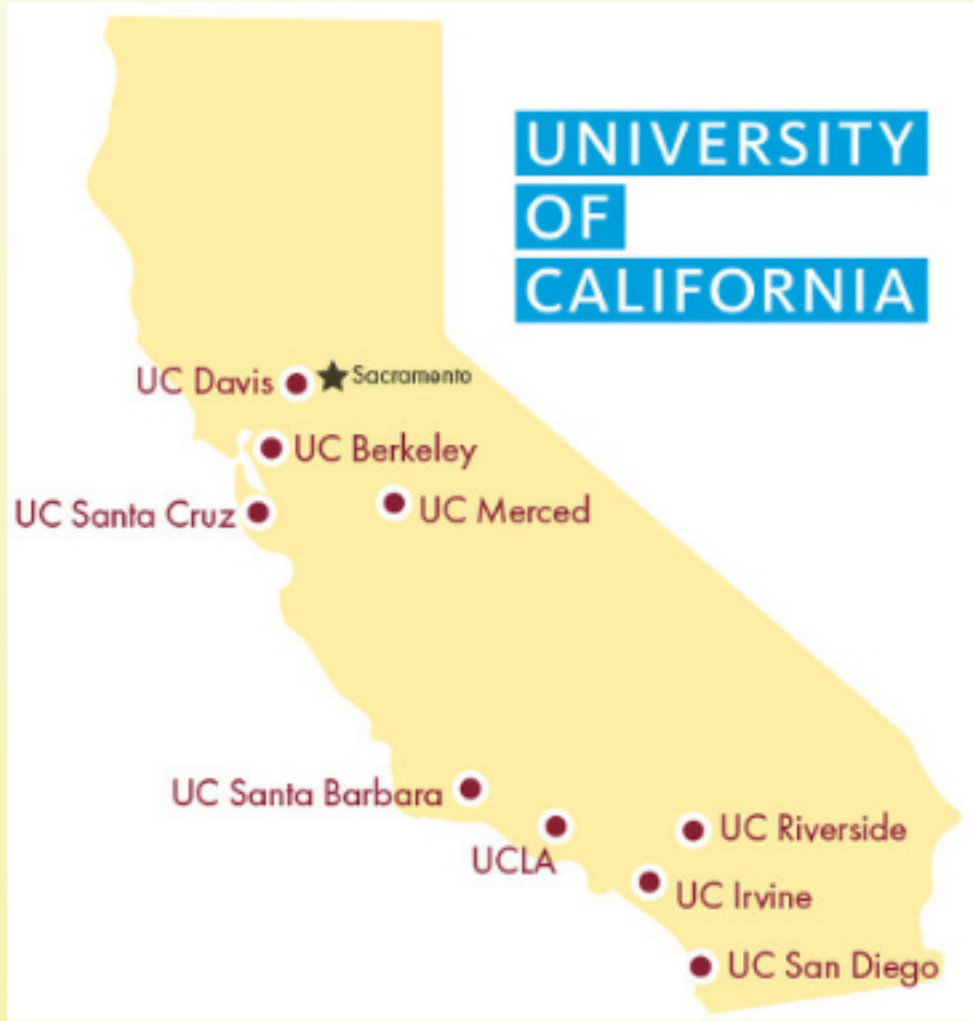 UNIVERSITY
OF
CALIFORNIA
UC Davis
Sacramento
UC Berkeley
UC Santa Cruz
UC Merced
UC Santa Barbara
UCLA
UC Riverside
UC Irvine
UC San Diego